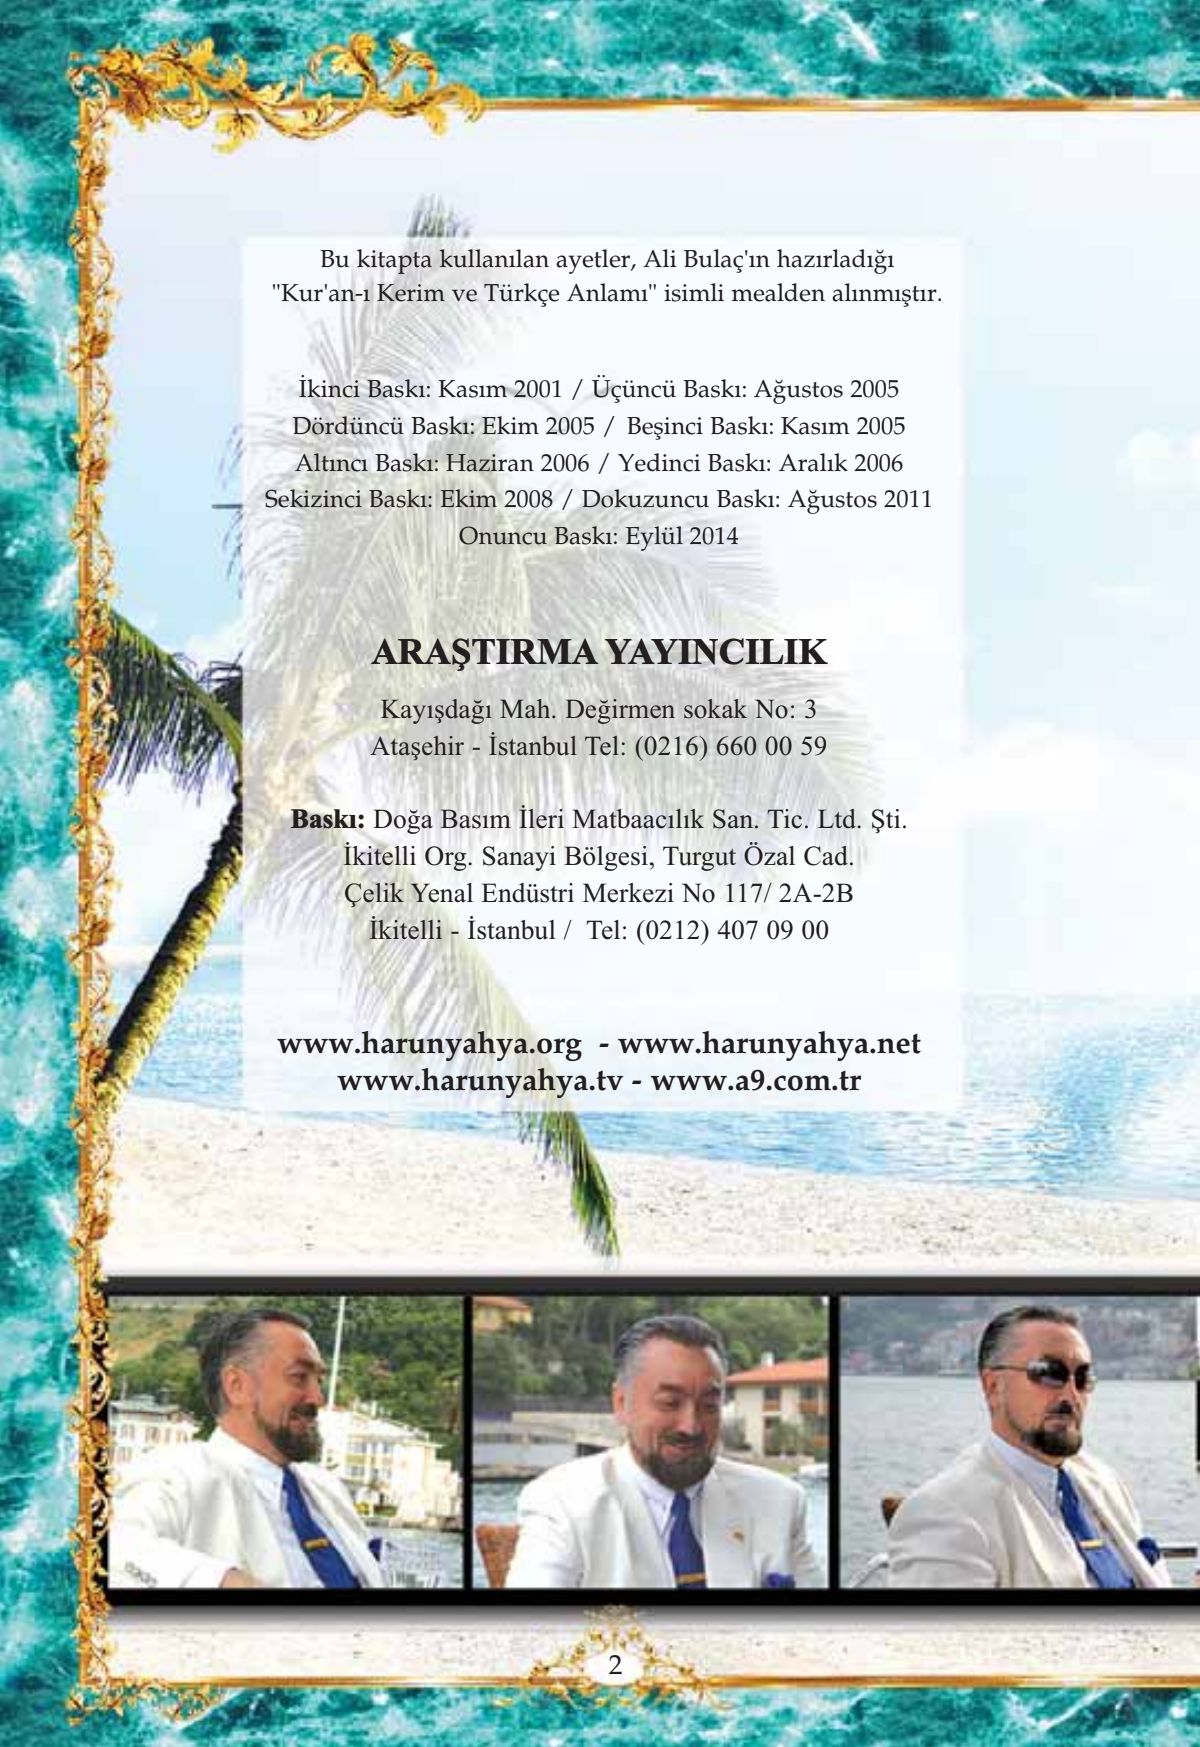 Bu kitapta kullanılan ayetler, Ali Bulaç'ın hazırladığı
"Kur'an-ı Kerim ve Türkçe Anlamı" isimli mealden alınmıştır.
İkinci Baskı: Kasım 2001 / Üçüncü Baskı: Ağustos 2005
Dördüncü Baskı: Ekim 2005 / Beşinci Baskı: Kasım 2005
Altıncı Baskı: Haziran 2006 / Yedinci Baskı: Aralık 2006
Sekizinci Baskı: Ekim 2008 / Dokuzuncu Baskı: Ağustos 2011
Onuncu Baskı: Eylül 2014
ARAŞTIRMA YAYINCILIK
Kayışdağı Mah. Değirmen sokak No: 3
Ataşehir - İstanbul Tel: (0216) 660 00 59
Baskı: Doğa Basım İleri Matbaacılık San. Tic. Ltd. Şti.
İkitelli Org. Sanayi Bölgesi, Turgut Özal Cad.
Çelik Yenal Endüstri Merkezi No 117/ 2A-2B
İkitelli - İstanbul / Tel: (0212) 407 09 00
www.harunyahya.org - www.harunyahya.net
www.harunyahya.tv - www.a9.com.tr
2